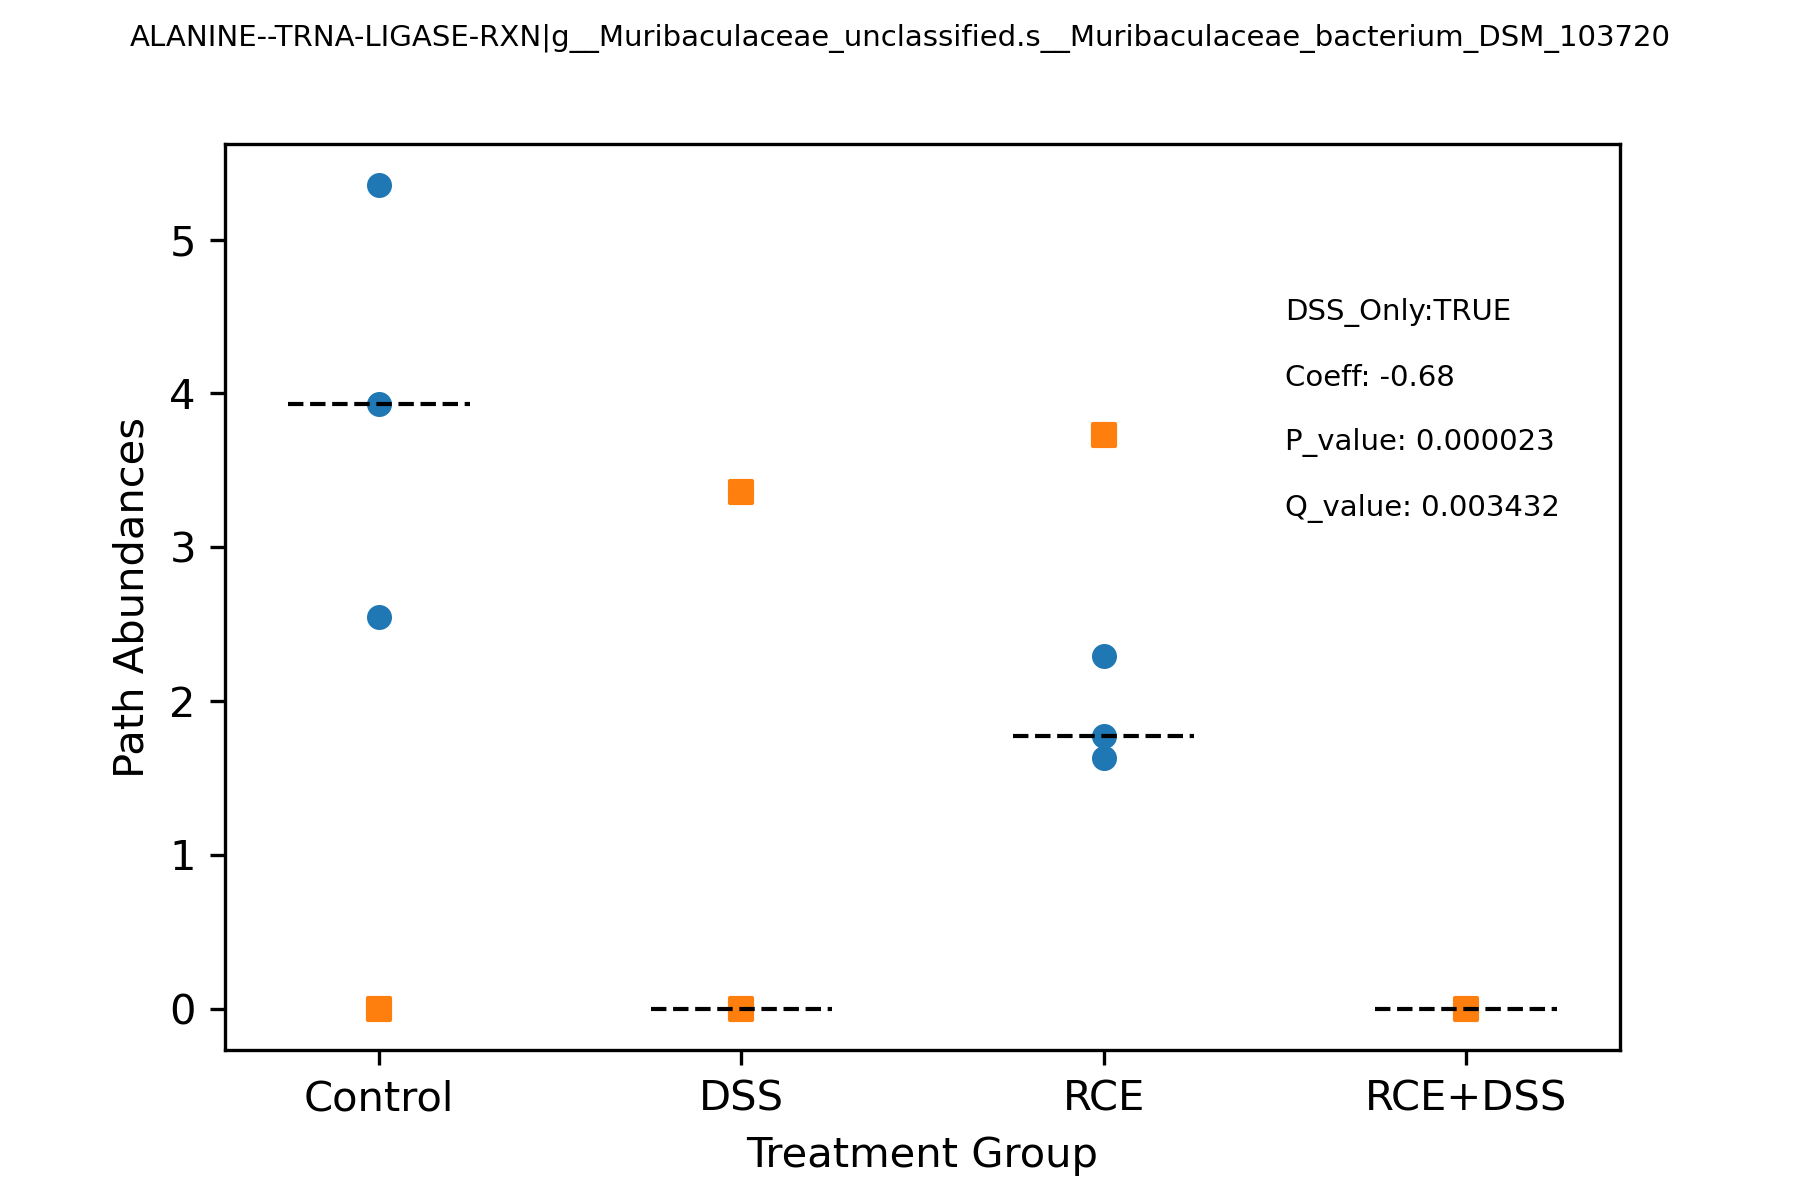 ALANINE--TRNA-LIGASE-RXN|g__Muribaculaceae_unclassified.s__Muribaculaceae_bacterium_DSM_103720
5
4
3
2
1
0
Path Abundances
DSS_Only:TRUE
Coeff: -0.68
P_value: 0.000023
Q_value: 0.003432
Control
DSS
RCE
RCE+DSS
Treatment Group